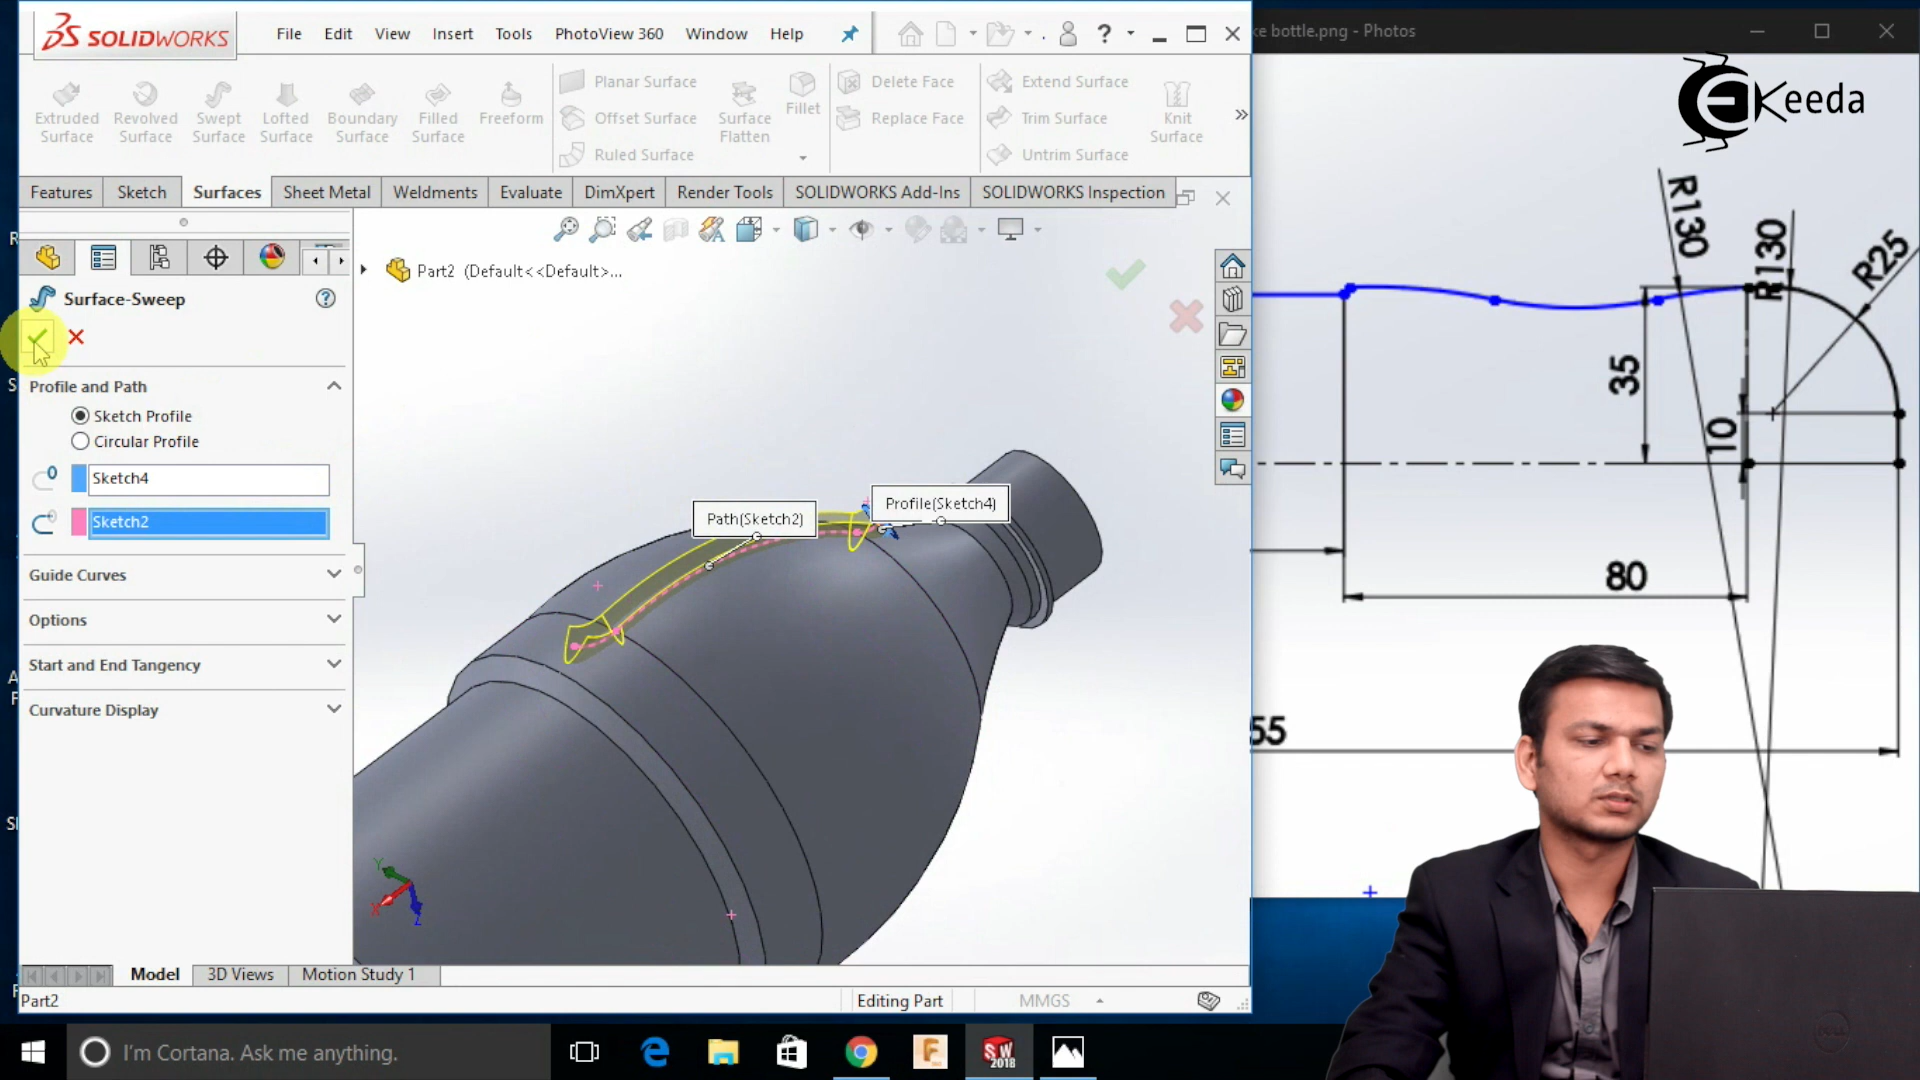 SOLIDWORKS
File Edit View Insert Tools PhotoView 360 Window Help
ke bottle.png - Photos
Extruded Surface
Revolved Surface
Swept Surface
Lofted Surface
Boundary Surface
Filled Surface
Freeform
Planar Surface
Offset Surface
Ruled Surface
Surface Flatten
Fillet
Delete Face
Replace Face
Extend Surface
Trim Surface
Untrim Surface
Knit Surface
Features Sketch Surfaces Sheet Metal Weldments Evaluate DimXpert Render Tools SOLIDWORKS Add-Ins SOLIDWORKS Inspection
Part2 (Default<<Default>...
Surface-Sweep
Profile and Path
Sketch Profile
Circular Profile
Sketch4
Sketch2
Guide Curves
Options
Start and End Tangency
Curvature Display
Path(Sketch2)
Profile(Sketch4)
Y
X
Z
Model 3D Views Motion Study 1
Part2
Editing Part
MMGS
Keeda
R130
R130
R25
35
10
80
55
I'm Cortana. Ask me anything.
SW
2018